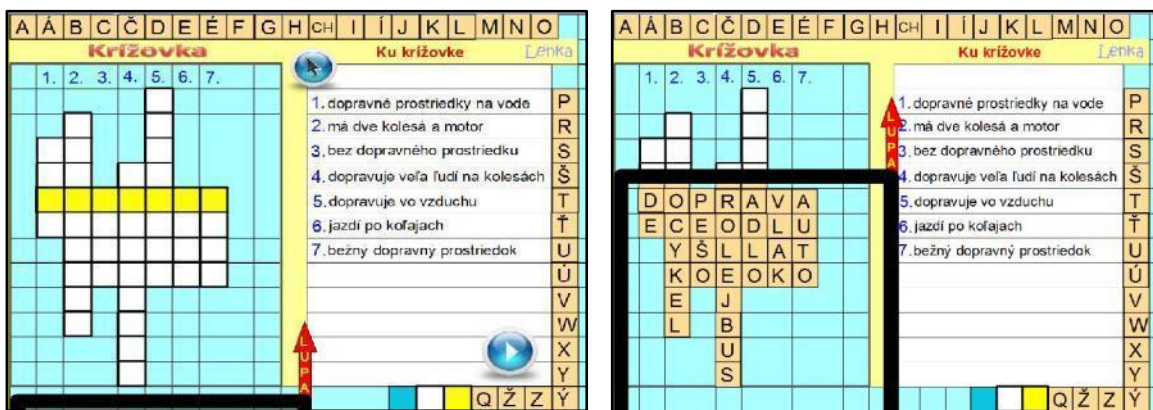 A Á B C Č D E É F G H CH I Í J K L M N O
Krížovka Ku krížovke Lenka
1. 2. 3. 4. 5. 6. 7.
1. dopravné prostriedky na vode
2. má dve kolesá a motor
3. bez dopravného prostriedku
4. dopravuje veľa ľudí na kolesách
5. dopravuje vo vzduchu
6. jazdí po koľajach
7. bežný dopravný prostriedok
P
R
S
Š
T
Ť
U
Ú
V
W
X
Y
LUPA
Q Ž Z Ý
A Á B C Č D E É F G H CH I Í J K L M N O
Krížovka Ku krížovke Lenka
1. 2. 3. 4. 5. 6. 7.
1. dopravné prostriedky na vode
2. má dve kolesá a motor
3. bez dopravného prostriedku
4. dopravuje veľa ľudí na kolesách
5. dopravuje vo vzduchu
6. jazdí po koľajach
7. bežný dopravný prostriedok
LUPA
D O P R A V A
E C E O D L U
Y Š L L A T
K O E O K O
E J
L B
U
S
P
R
S
Š
T
Ť
U
Ú
V
W
X
Y
Q Ž Z Ý